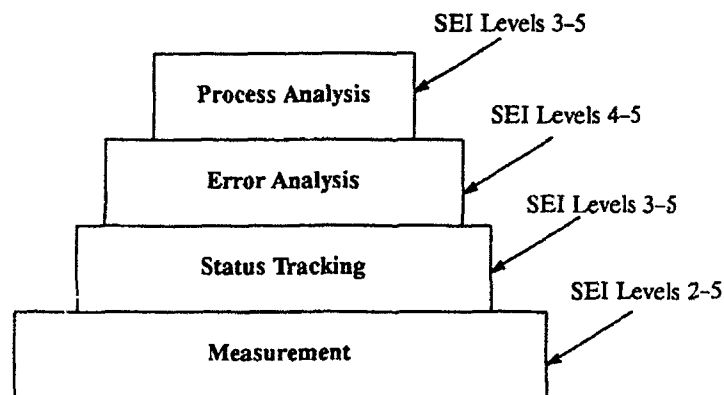 SEI Levels 3–5
Process Analysis
SEI Levels 4–5
Error Analysis
SEI Levels 3–5
Status Tracking
SEI Levels 2–5
Measurement